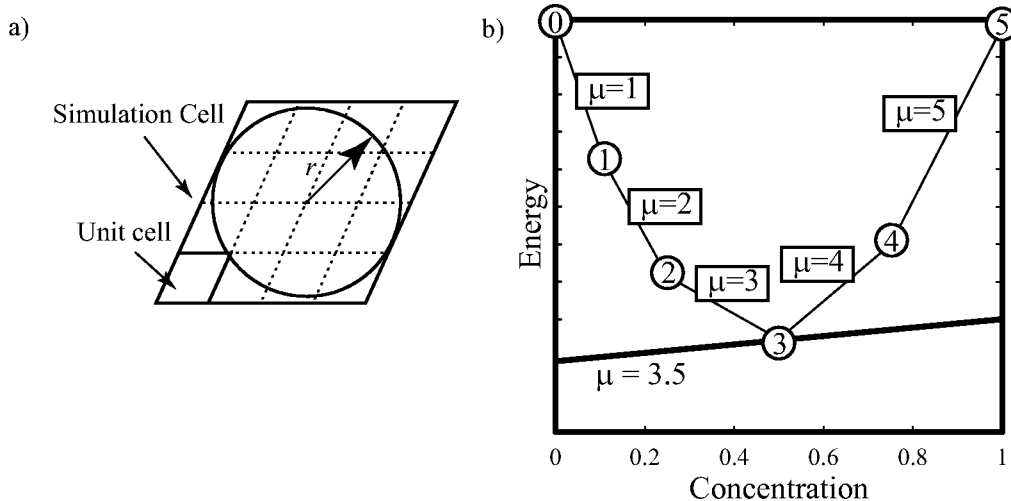 a)
Simulation Cell
r
Unit cell
b)
0
5
μ=1
μ=5
1
μ=2
Energy
4
μ=4
2
μ=3
3
μ = 3.5
0 0.2 0.4 0.6 0.8 1
Concentration